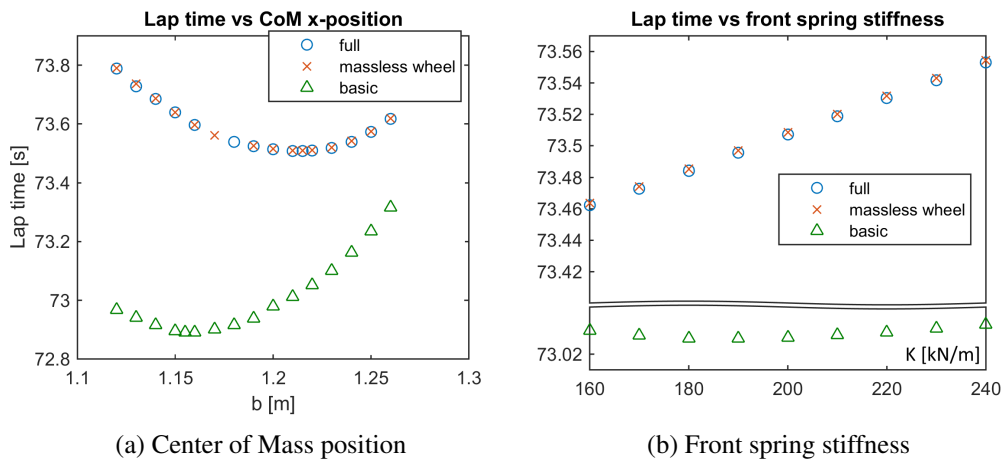 Lap time vs CoM x-position
full
massless wheel
basic
73.8
73.6
73.4
73.2
73
72.8
Lap time [s]
1.1
1.15
1.2
1.25
1.3
b [m]
(a) Center of Mass position
Lap time vs front spring stiffness
73.56
73.54
73.52
73.5
73.48
73.46
73.44
73.42
73.02
full
massless wheel
basic
K [kN/m]
160
180
200
220
240
(b) Front spring stiffness